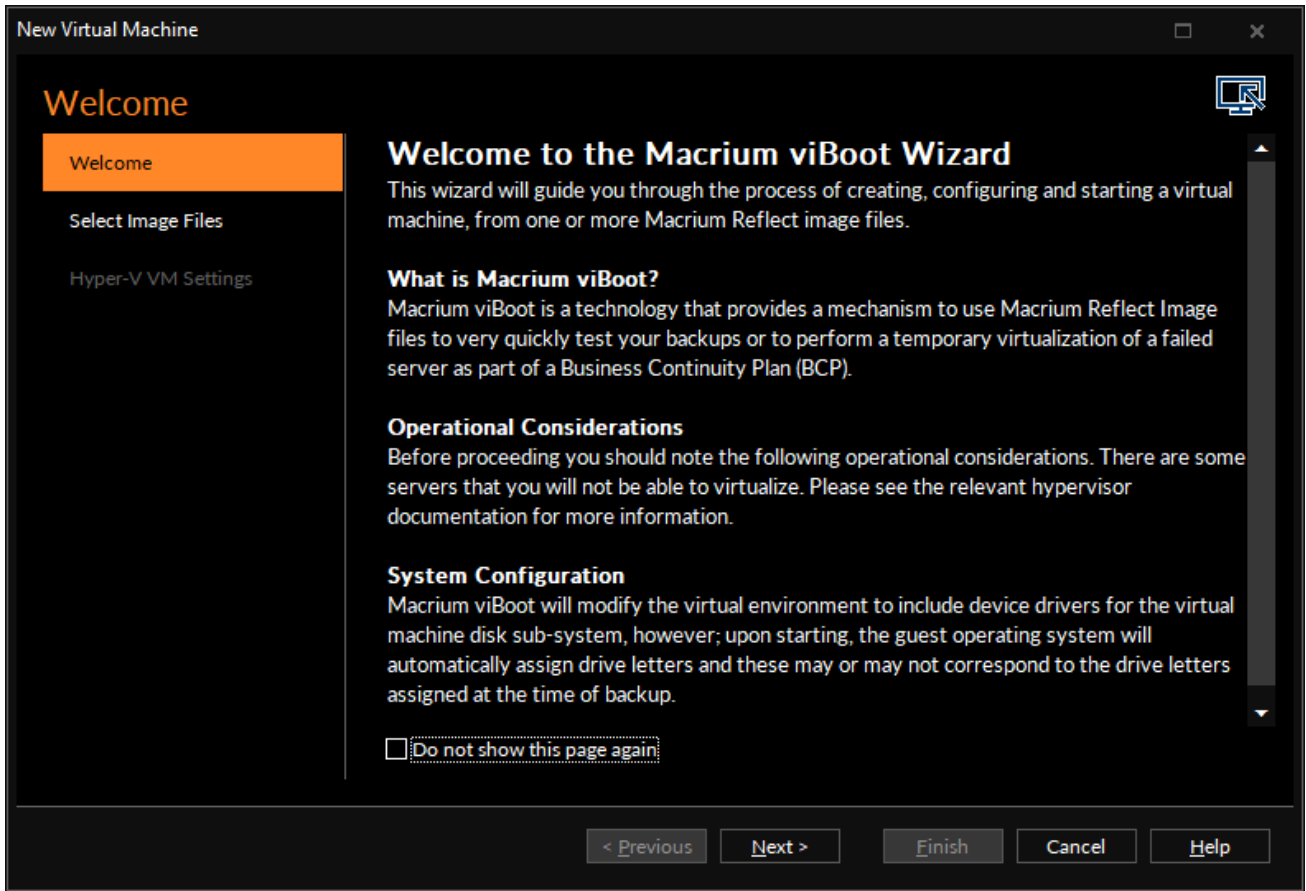 New Virtual Machine
Welcome
Welcome
Select Image Files
Hyper-V VM Settings
Welcome to the Macrium viBoot Wizard
This wizard will guide you through the process of creating, configuring and starting a virtual
machine, from one or more Macrium Reflect image files.
What is Macrium viBoot?
Macrium viBoot is a technology that provides a mechanism to use Macrium Reflect Image
files to very quickly test your backups or to perform a temporary virtualization of a failed
server as part of a Business Continuity Plan (BCP).
Operational Considerations
Before proceeding you should note the following operational considerations. There are some
servers that you will not be able to virtualize. Please see the relevant hypervisor
documentation for more information.
System Configuration
Macrium viBoot will modify the virtual environment to include device drivers for the virtual
machine disk sub-system, however; upon starting, the guest operating system will
automatically assign drive letters and these may or may not correspond to the drive letters
assigned at the time of backup.
Do not show this page again
< Previous Next > Finish Cancel Help